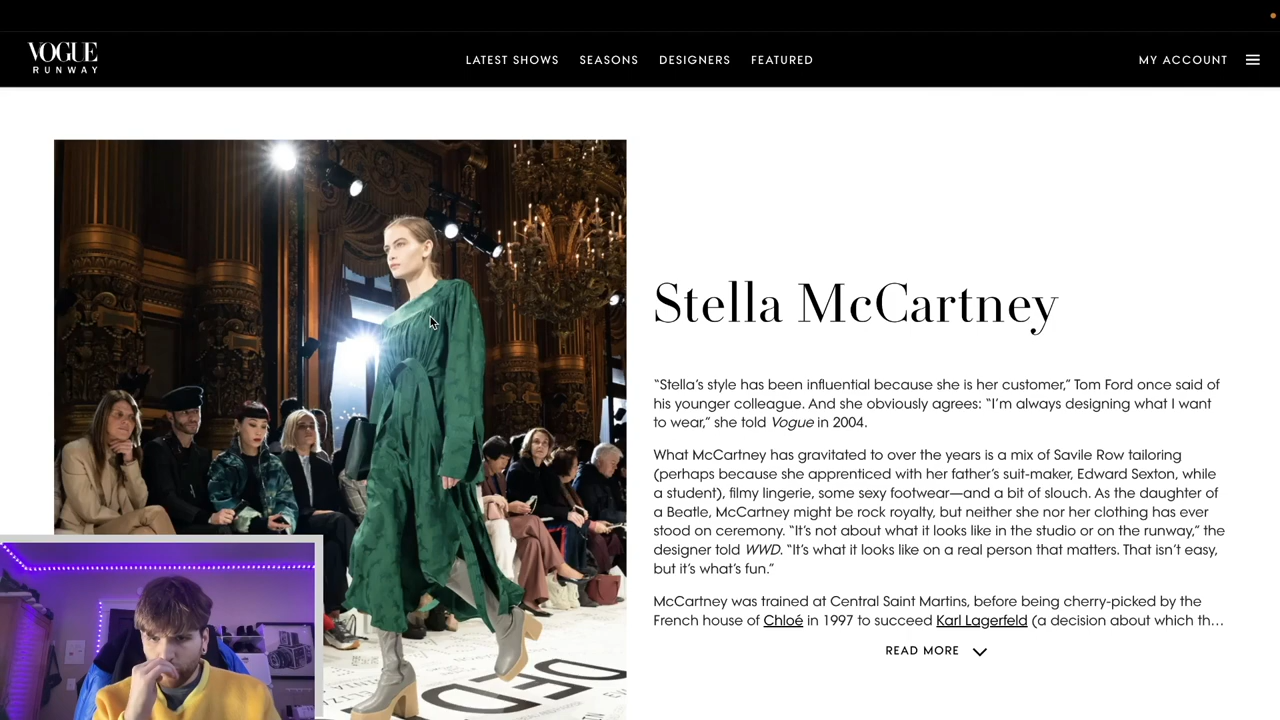 VOGUE
RUNWAY
LATEST SHOWS SEASONS DESIGNERS FEATURED
MY ACCOUNT
Stella McCartney
“Stella’s style has been influential because she is her customer,” Tom Ford once said of
his younger colleague. And she obviously agrees: “I’m always designing what I want
to wear,” she told Vogue in 2004.
What McCartney has gravitated to over the years is a mix of Savile Row tailoring
(perhaps because she apprenticed with her father’s suit-maker, Edward Sexton, while
a student), filmy lingerie, some sexy footwear—and a bit of slouch. As the daughter of
a Beatle, McCartney might be rock royalty, but neither she nor her clothing has ever
stood on ceremony. “It’s not about what it looks like in the studio or on the runway,” the
designer told WWD. “It’s what it looks like on a real person that matters. That isn’t easy,
but it’s what’s fun.”
McCartney was trained at Central Saint Martins, before being cherry-picked by the
French house of Chloé in 1997 to succeed Karl Lagerfeld (a decision about which th…
READ MORE